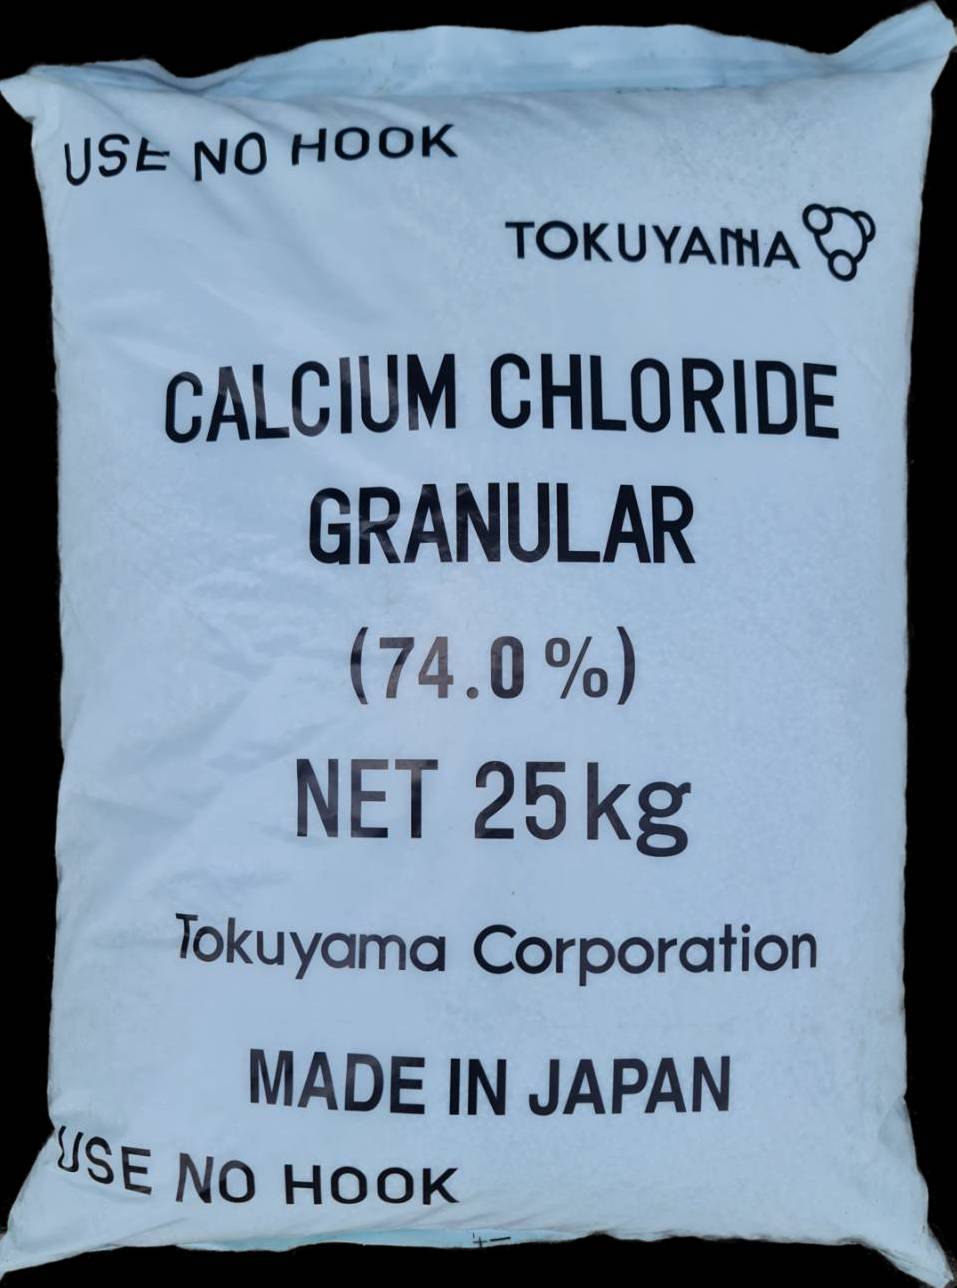 USE NO HOOK
TOKUYAMA
CALCIUM CHLORIDE
GRANULAR
(74.0%)
NET 25kg
Tokuyama Corporation
MADE IN JAPAN
USE NO HOOK